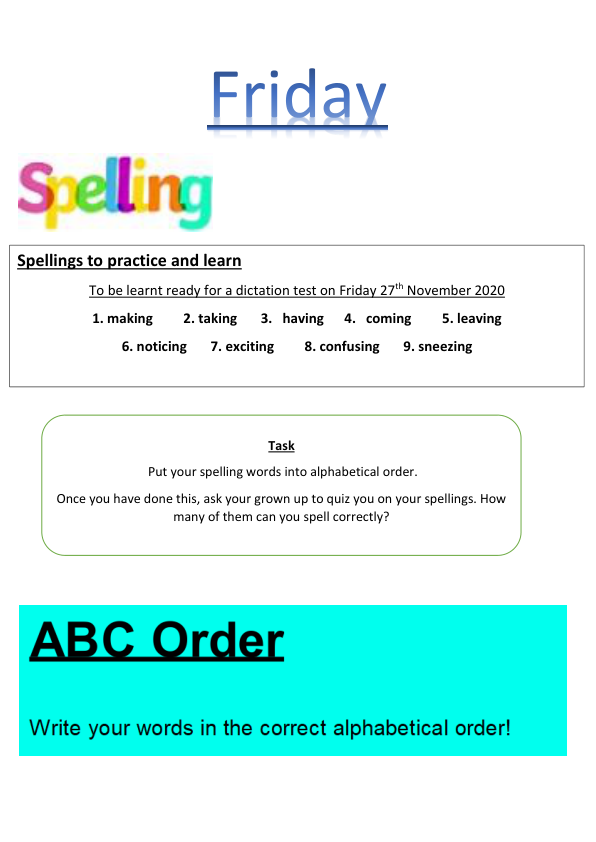 Friday
Spelling
Spellings to practice and learn
To be learnt ready for a dictation test on Friday 27th November 2020
1. making 2. taking 3. having 4. coming 5. leaving
6. noticing 7. exciting 8. confusing 9. sneezing
Task
Put your spelling words into alphabetical order.
Once you have done this, ask your grown up to quiz you on your spellings. How
many of them can you spell correctly?
ABC Order
Write your words in the correct alphabetical order!